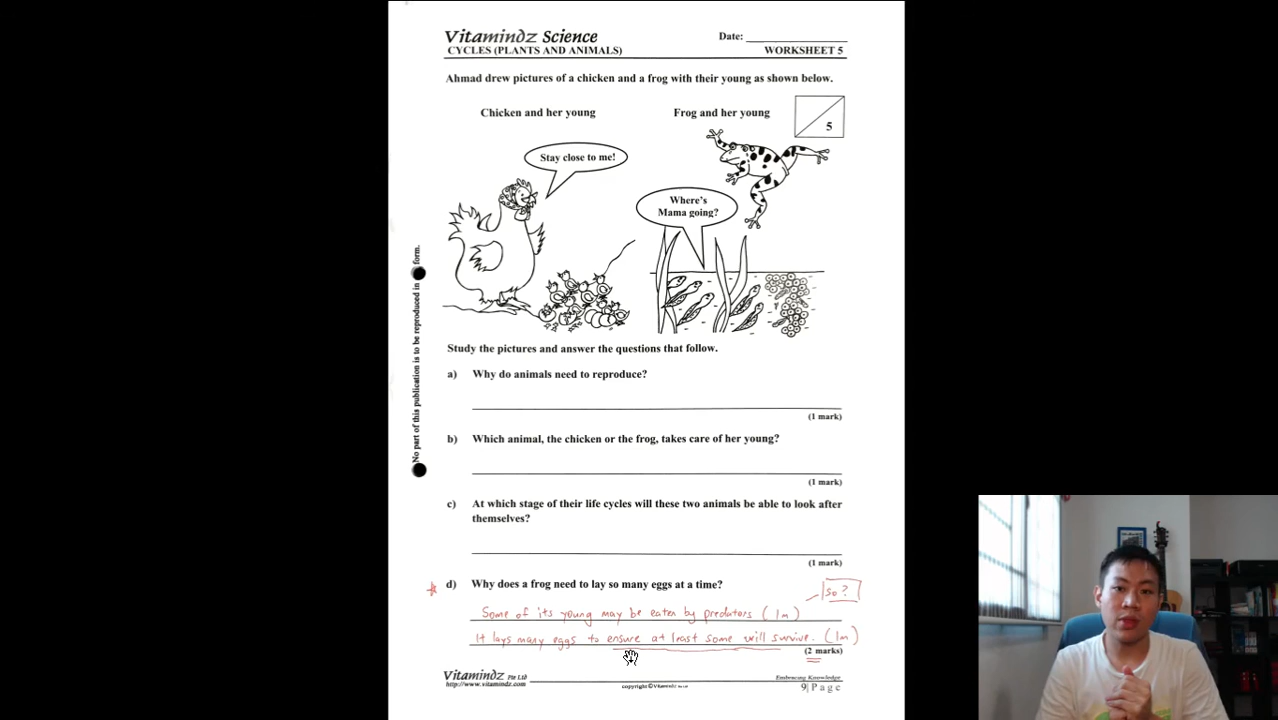 Vitamindz Science
Date:
CYCLES (PLANTS AND ANIMALS)
WORKSHEET 5
Ahmad drew pictures of a chicken and a frog with their young as shown below.
Chicken and her young
Frog and her young
5
Stay close to me!
Where's
Mama going?
No part of this publication is to be reproduced in form.
Study the pictures and answer the questions that follow.
a) Why do animals need to reproduce?
(1 mark)
b) Which animal, the chicken or the frog, takes care of her young?
(1 mark)
c) At which stage of their life cycles will these two animals be able to look after
themselves?
(1 mark)
d) Why does a frog need to lay so many eggs at a time?
so?
Some of its young may be eaten by predators (1m)
It lays many eggs to ensure at least some will survive. (1m)
(2 marks)
Vitamindz Pte Ltd
http://www.vitamindz.com
copyright © Vitamindz Pte Ltd
Embracing Knowledge
9|Page